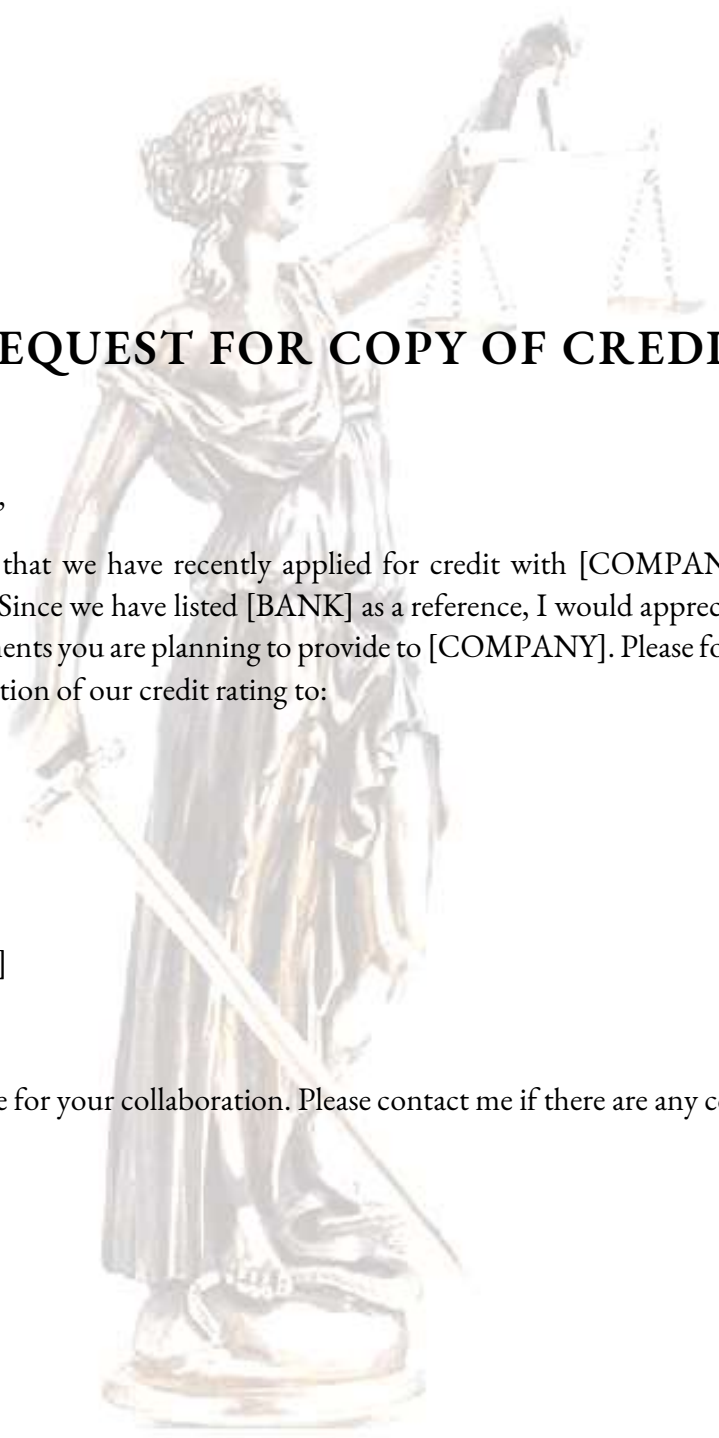 EQUEST FOR COPY OF CREDI
,
that we have recently applied for credit with [COMPAN
Since we have listed [BANK] as a reference, I would apprec
ents you are planning to provide to [COMPANY]. Please fo
tion of our credit rating to:
]
e for your collaboration. Please contact me if there are any co